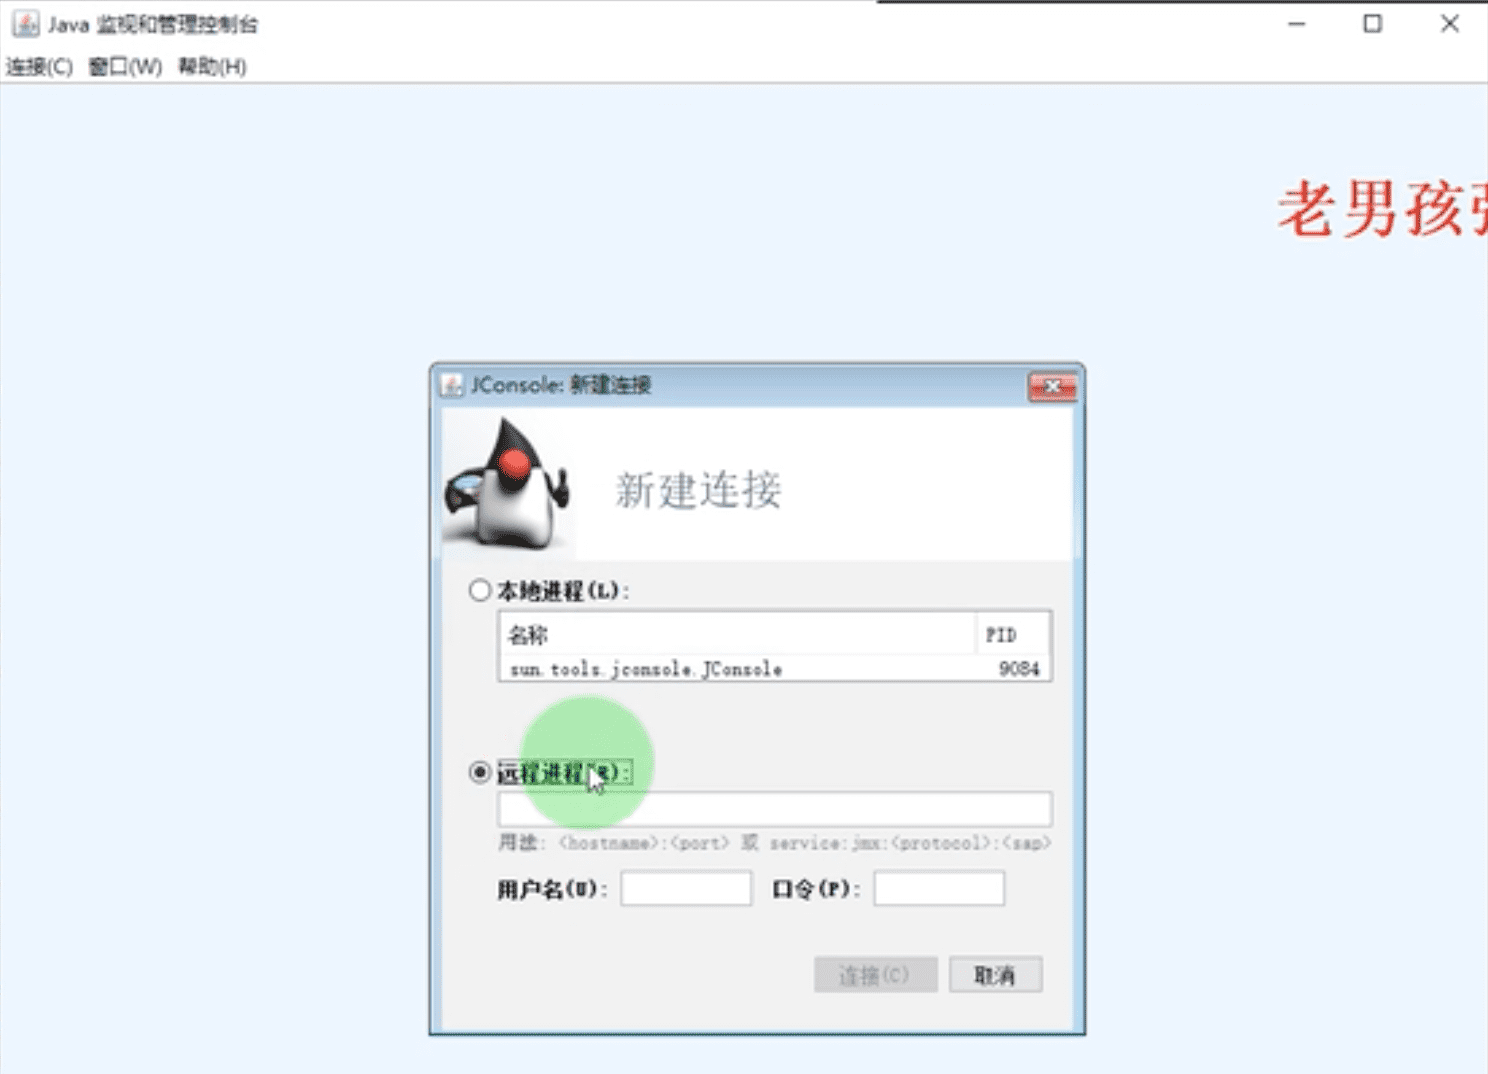 Java 监视和管理控制台
连接(C) 窗口(W) 帮助(H)
老男孩
JConsole: 新建连接
新建连接
本地进程(L):
名称 PID
sun.tools.jconsole.JConsole 9084
远程进程(R):
用法: <hostname>:<port> 或 service:jmx:<protocol>:<sap>
用户名(U): 口令(P):
连接(C) 取消